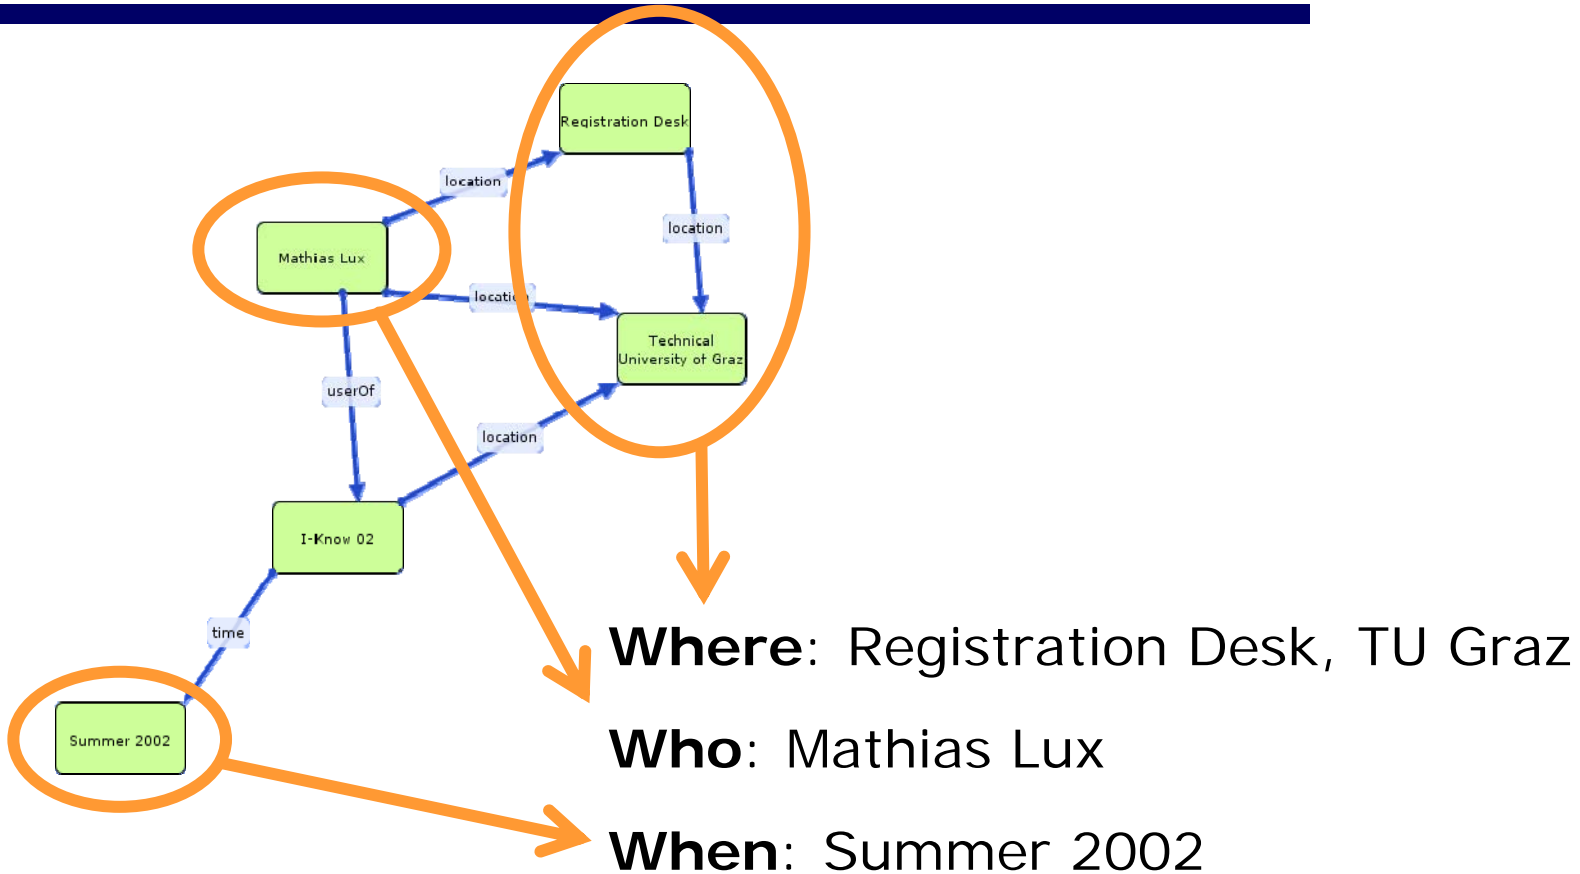 Registration Desk
location
location
Mathias Lux
location
Technical
University of Graz
userOf
location
I-Know 02
time
Where: Registration Desk, TU Graz
Summer 2002
Who: Mathias Lux
When: Summer 2002